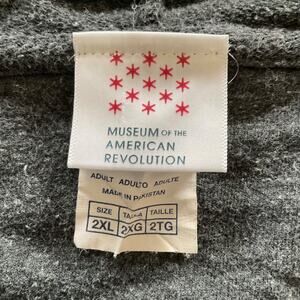 MUSEUM OF THE
AMERICAN
REVOLUTION
ADULT ADULTO ADULTE
MADE IN PAKISTAN
SIZE TALLA TAILLE
2XL 2XG 2TG